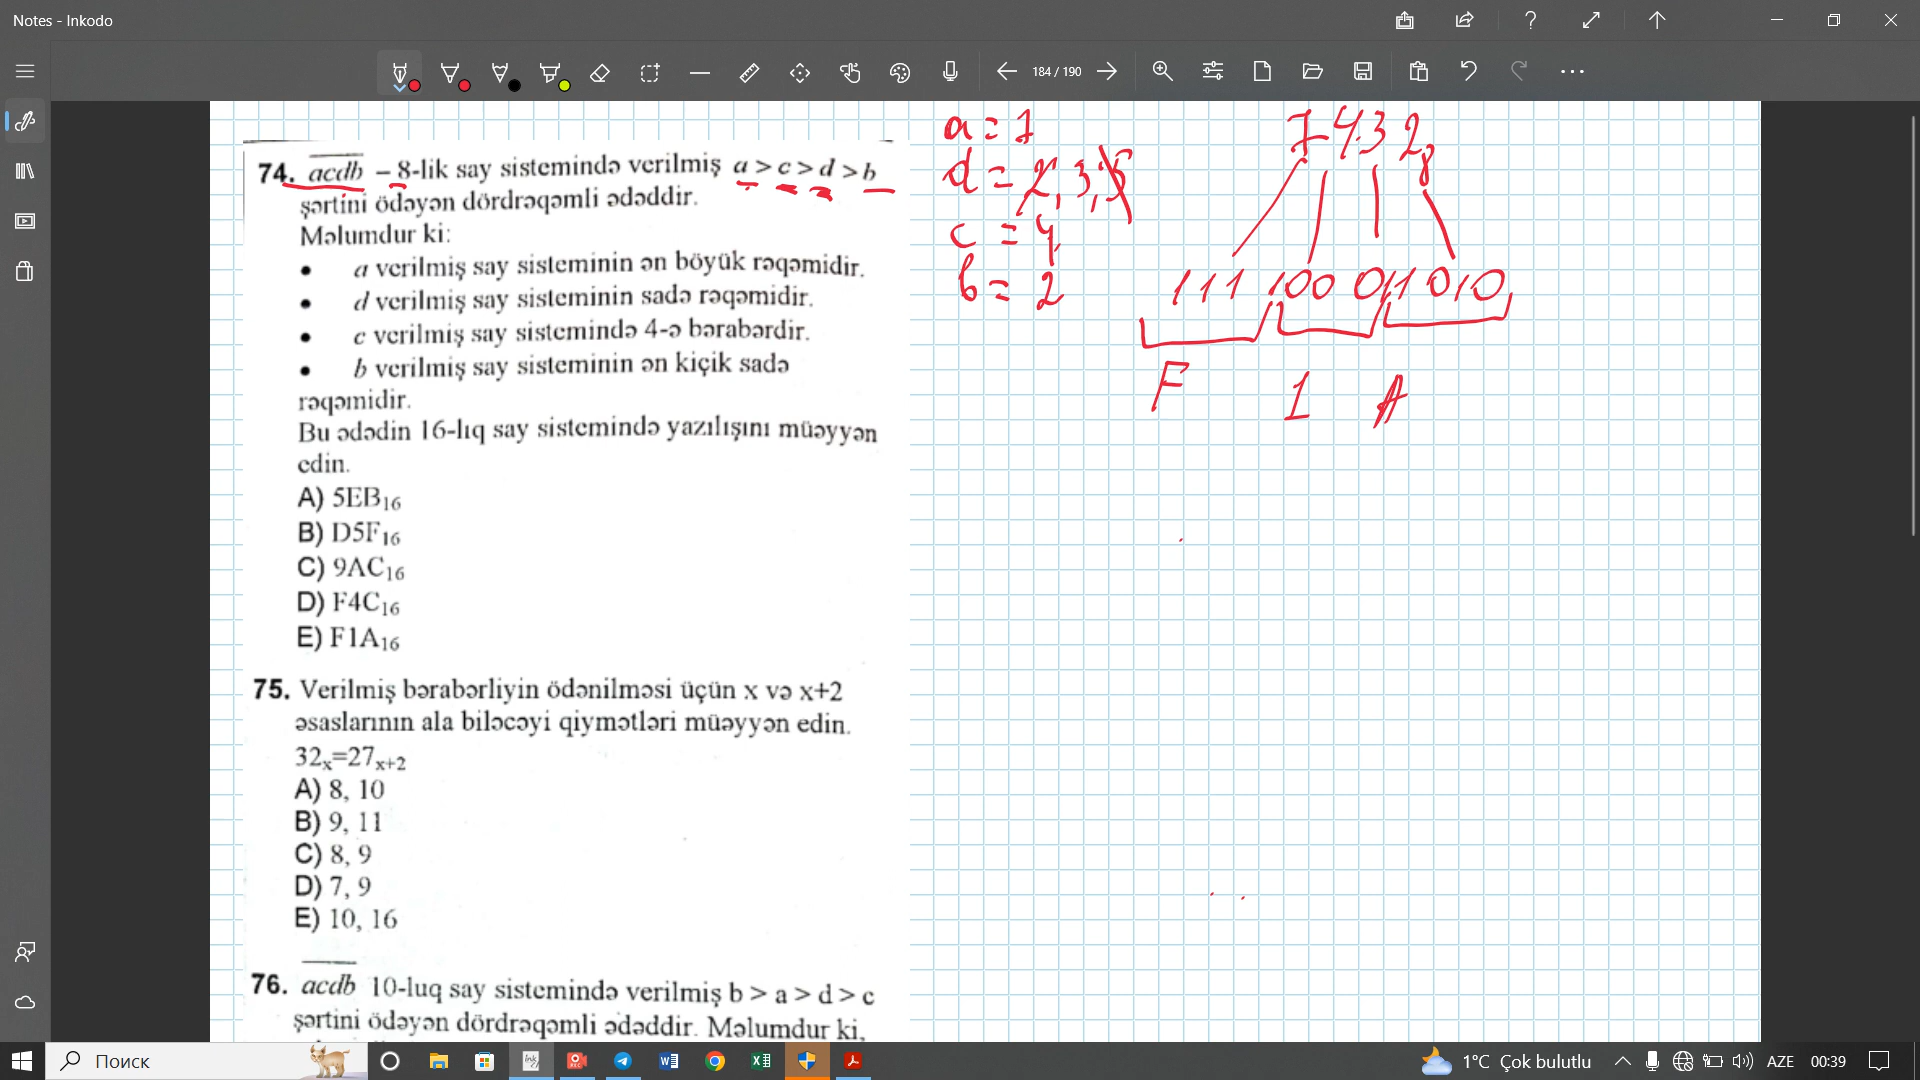 Notes - Inkodo
184 / 190
74. acdb – 8-lik say sistemində verilmiş a > c > d > b
şərtini ödəyən dördrəqəmli ədəddir.
Məlumdur ki:
• a verilmiş say sisteminin ən böyük rəqəmidir.
• d verilmiş say sisteminin sadə rəqəmidir.
• c verilmiş say sistemində 4-ə bərabərdir.
• b verilmiş say sisteminin ən kiçik sadə
rəqəmidir.
Bu ədədin 16-lıq say sistemində yazılışını müəyyən
edin.
A) 5EB16
B) D5F16
C) 9AC16
D) F4C16
E) F1A16
75. Verilmiş bərabərliyin ödənilməsi üçün x və x+2
əsaslarının ala biləcəyi qiymətləri müəyyən edin.
32x=27x+2
A) 8, 10
B) 9, 11
C) 8, 9
D) 7, 9
E) 10, 16
76. acdb 10-luq say sistemində verilmiş b > a > d > c
şərtini ödəyən dördrəqəmli ədəddir. Məlumdur ki,
a = 7
d = 2, 3, 5
c = 4
b = 2
74328
111 100 011 010
F 1 A
Поиск
1°C Çok bulutlu
AZE
00:39